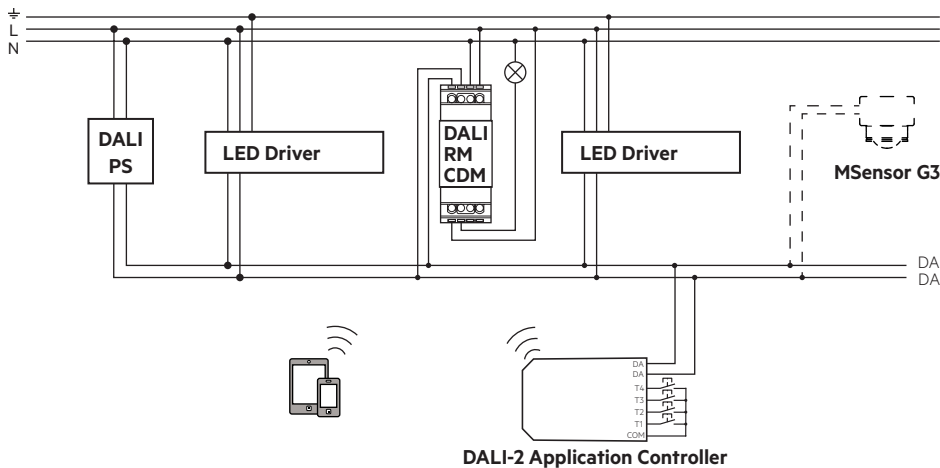 L
N
DALI
PS
LED Driver
DALI
RM
CDM
LED Driver
MSensor G3
DA
DA
DA
DA
T4
T3
T2
T1
COM
DALI-2 Application Controller